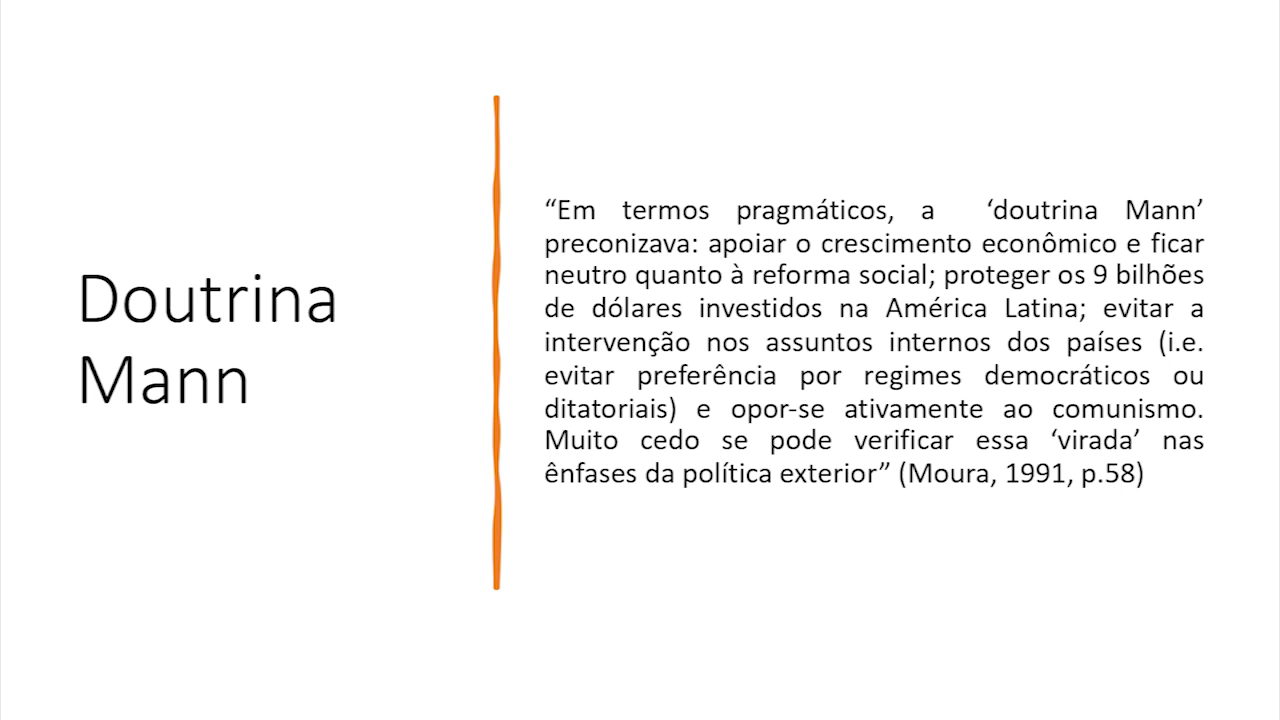 Doutrina
Mann
“Em termos pragmáticos, a ‘doutrina Mann’
preconizava: apoiar o crescimento econômico e ficar
neutro quanto à reforma social; proteger os 9 bilhões
de dólares investidos na América Latina; evitar a
intervenção nos assuntos internos dos países (i.e.
evitar preferência por regimes democráticos ou
ditatoriais) e opor-se ativamente ao comunismo.
Muito cedo se pode verificar essa ‘virada’ nas
ênfases da política exterior” (Moura, 1991, p.58)